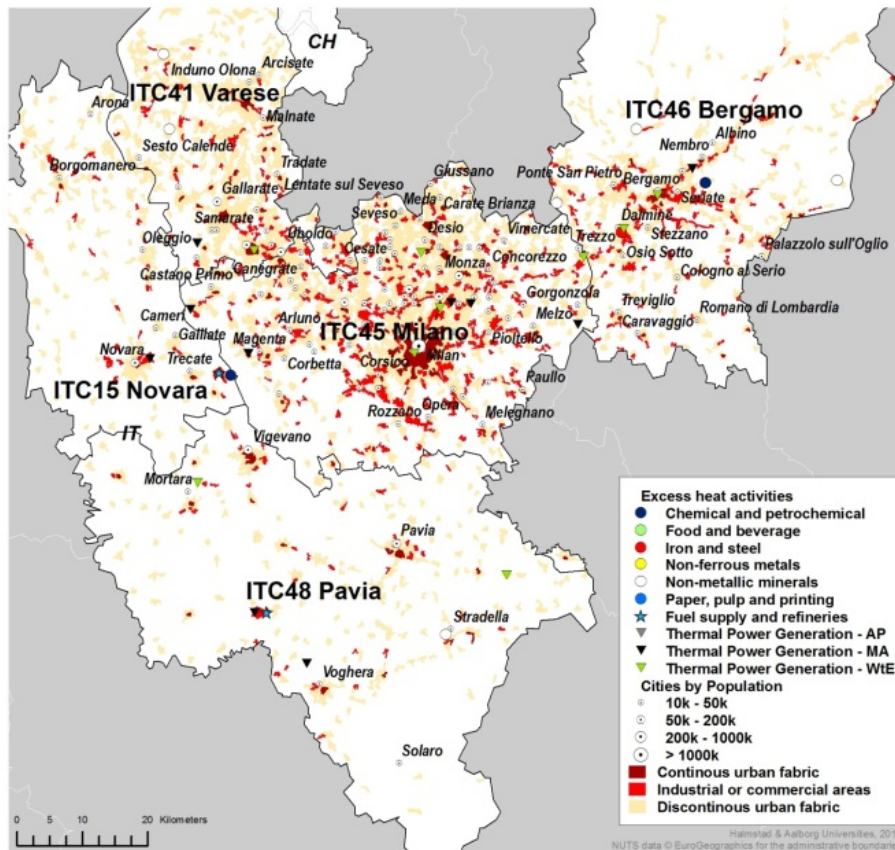 CH
Induno Olona
Arcisate
ITC41 Varese
ITC46 Bergamo
Arona
Malnate
Albino
Nembro
Sesto Calende
Borgomanero
Tradate
Giussano
Ponte San Pietro
Bergamo
Gallarate
Lentate sul Seveso
Meda
Carate Brianza
Seriate
Seveso
Samarate
Desio
Dalmine
Uboldo
Vimercate
Trezzo
Stezzano
Oleggio
Cesate
Monza
Concorezzo
Osio Sotto
Palazzolo sull'Oglio
Canegrate
Castano Primo
Cologno al Serio
Gorgonzola
Cameri
Arluno
Melzo
Treviglio
Romano di Lombardia
Galliate
ITC45 Milano
Caravaggio
Magenta
Pioltello
Novara
Corbetta
Corsico
Milan
Trecate
Paullo
ITC15 Novara
Rozzano
Opera
Melegnano
IT
Vigevano
Mortara
Pavia
ITC48 Pavia
Stradella
Voghera
Solaro
Excess heat activities
Chemical and petrochemical
Food and beverage
Iron and steel
Non-ferrous metals
Non-metallic minerals
Paper, pulp and printing
Fuel supply and refineries
Thermal Power Generation - AP
Thermal Power Generation - MA
Thermal Power Generation - WtE
Cities by Population
10k - 50k
50k - 200k
200k - 1000k
> 1000k
Continous urban fabric
Industrial or commercial areas
Discontinous urban fabric
0 5 10 20 Kilometers
Halmstad & Aalborg Universities, 201
NUTS data © EuroGeographics for the administrative boundar